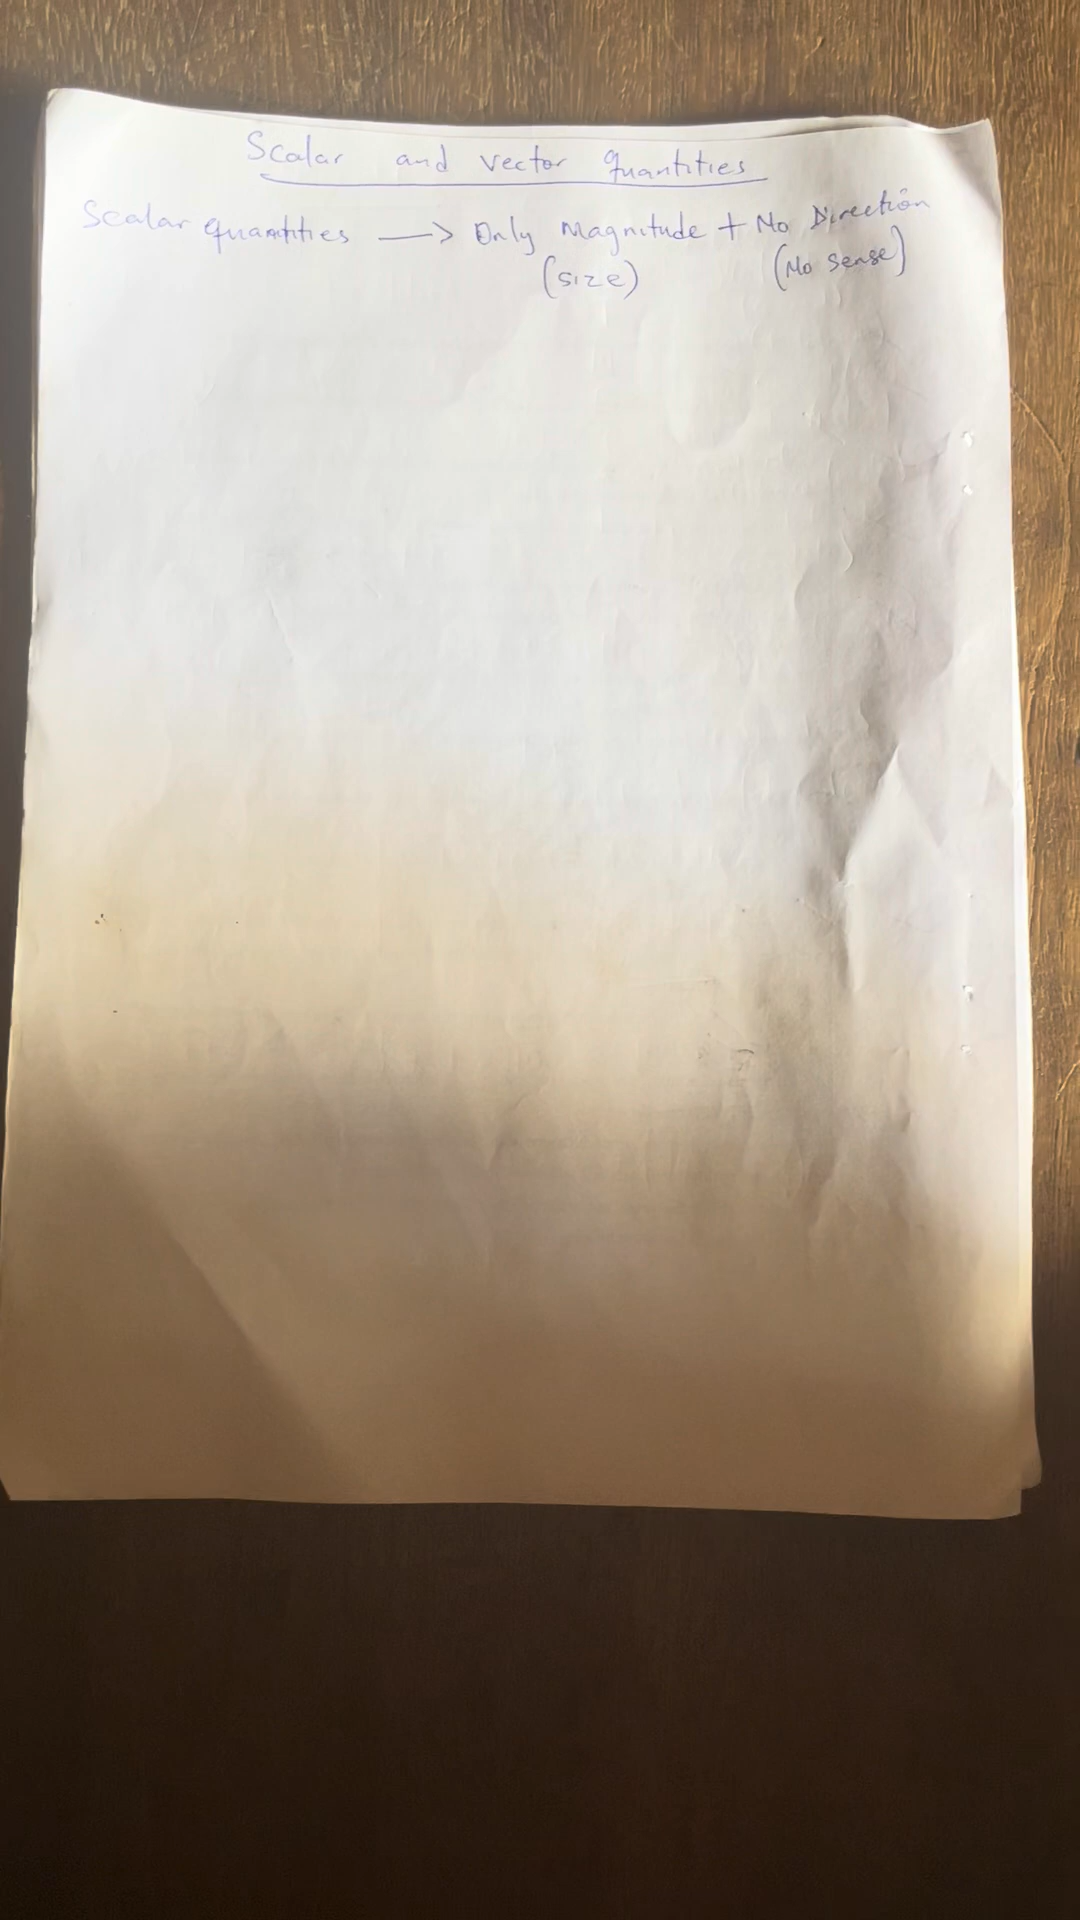 Scalar and vector quantities
Scalar quantities —> Only Magnitude + No Direction
(size) (No sense)